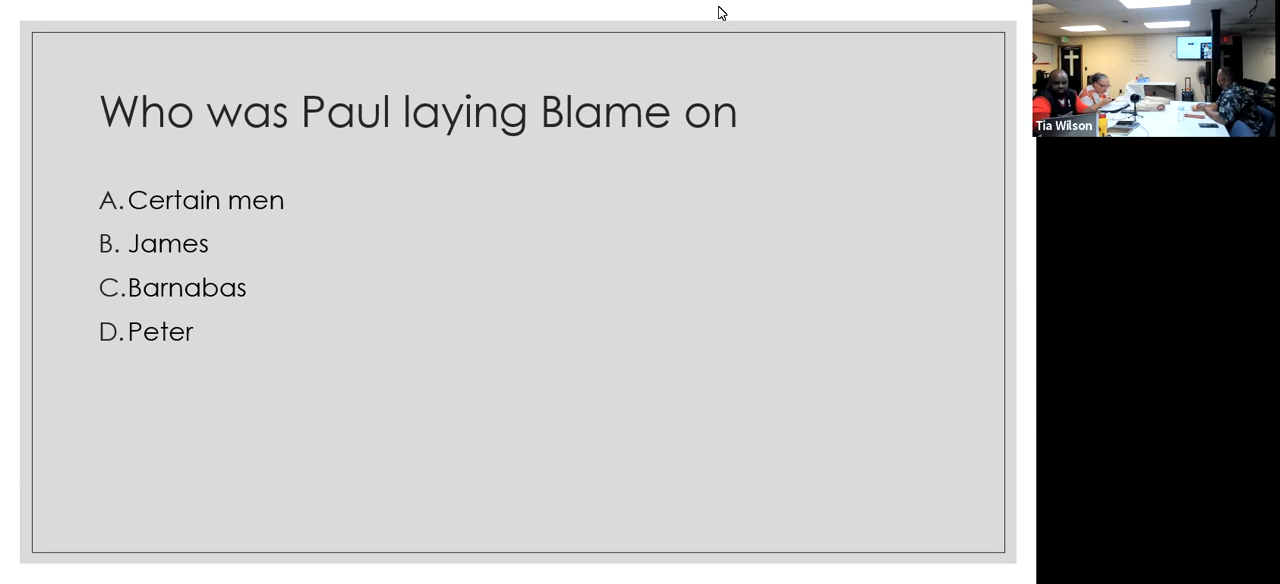 Who was Paul laying Blame on
A. Certain men
B. James
C. Barnabas
D. Peter
Tia Wilson